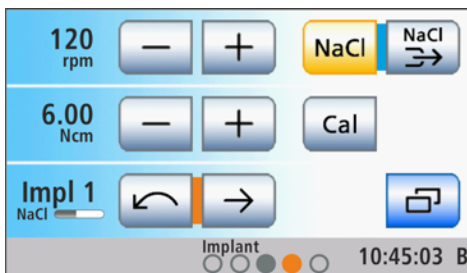 120
rpm
− +
NaCl
NaCl
6.00
Ncm
− +
Cal
Impl 1
NaCl
Implant
10:45:03 B